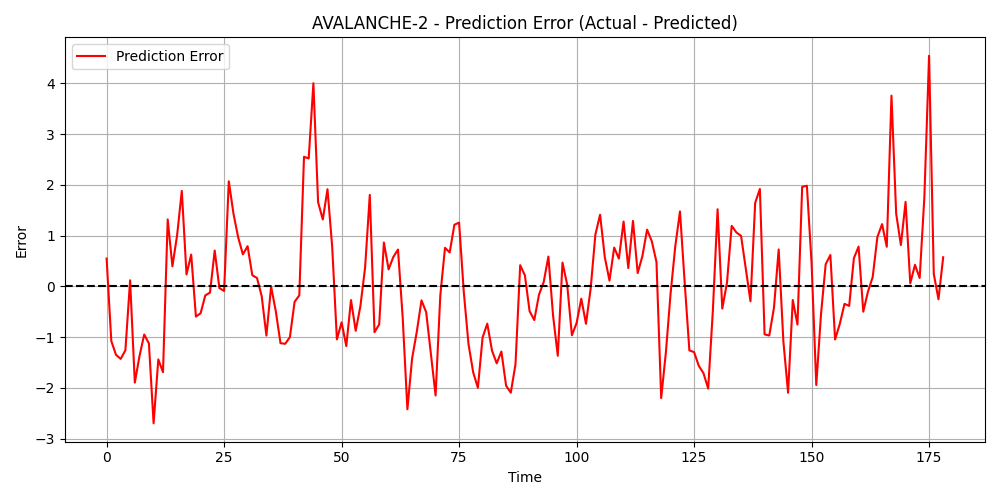 AVALANCHE-2 - Prediction Error (Actual - Predicted)
Prediction Error
Error
4
3
2
1
0
−1
−2
−3
0 25 50 75 100 125 150 175
Time